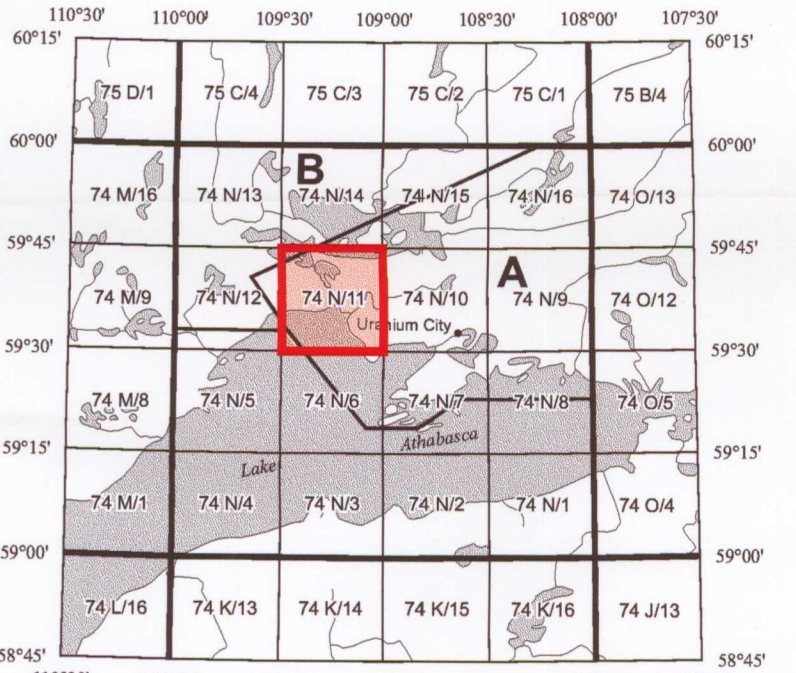 110°30' 110°00' 109°30' 109°00' 108°30' 108°00' 107°30'
60°15' 60°15'
75 D/1 75 C/4 75 C/3 75 C/2 75 C/1 75 B/4
60°00' 60°00'
B
74 M/16 74 N/13 74 N/14 74 N/15 74 N/16 74 O/13
59°45' 59°45'
A
74 M/9 74 N/12 74 N/11 74 N/10 74 N/9 74 O/12
Uranium City
59°30' 59°30'
74 M/8 74 N/5 74 N/6 74 N/7 74 N/8 74 O/5
Athabasca
59°15' 59°15'
Lake
74 M/1 74 N/4 74 N/3 74 N/2 74 N/1 74 O/4
59°00' 59°00'
74 L/16 74 K/13 74 K/14 74 K/15 74 K/16 74 J/13
58°45' 58°45'